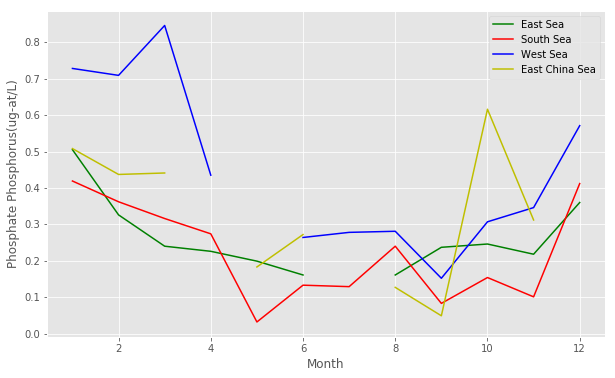 East Sea
South Sea
West Sea
East China Sea
Phosphate Phosphorus(ug-at/L)
0.8
0.7
0.6
0.5
0.4
0.3
0.2
0.1
0.0
2 4 6 8 10 12
Month